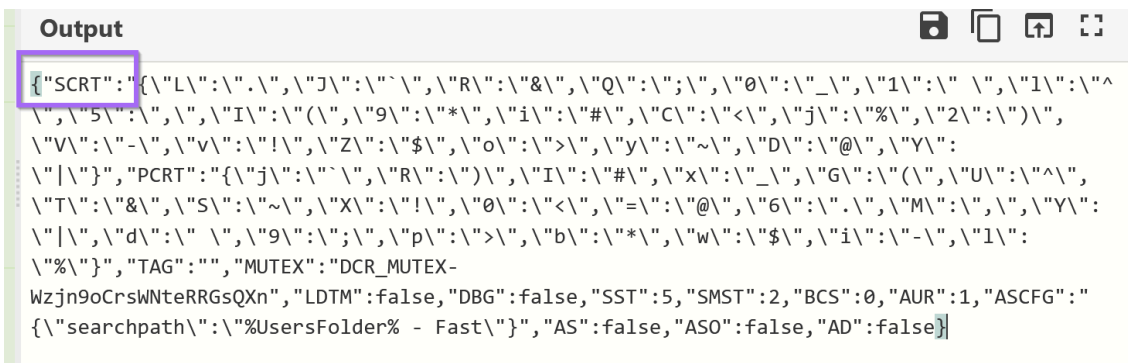 Output
{"SCRT":"{\"L\":\".\",\"J\":\"`\",\"R\":\"&\",\"Q\":\";\",\"0\":\"_\",\"1\":\" \",\"l\":\"^
\",\"5\":\",\",\"I\":\"(\",\"9\":\"*\",\"i\":\"#\",\"C\":\"<\",\"j\":\"%\",\"2\":\")\",
\"V\":\"-\",\"v\":\"!\",\"Z\":\"$\",\"o\":\">\",\"y\":\"~\",\"D\":\"@\",\"Y\":
\"|\"}","PCRT":"{\"j\":\"`\",\"R\":\")\",\"I\":\"#\",\"x\":\"_\",\"G\":\"(\",\"U\":\"^\",
\"T\":\"&\",\"S\":\"~\",\"X\":\"!\",\"0\":\"<\",\"=\":\"@\",\"6\":\".\",\"M\":\",\",\"Y\":
\"|\",\"d\":\" \",\"9\":\";\",\"p\":\">\",\"b\":\"*\",\"w\":\"$\",\"i\":\"-\",\"l\":
\"%\"}","TAG":"","MUTEX":"DCR_MUTEX-
Wzjn9oCrsWNteRRGsQXn","LDTM":false,"DBG":false,"SST":5,"SMST":2,"BCS":0,"AUR":1,"ASCFG":"
{\"searchpath\":\"%UsersFolder% - Fast\"}","AS":false,"ASO":false,"AD":false}